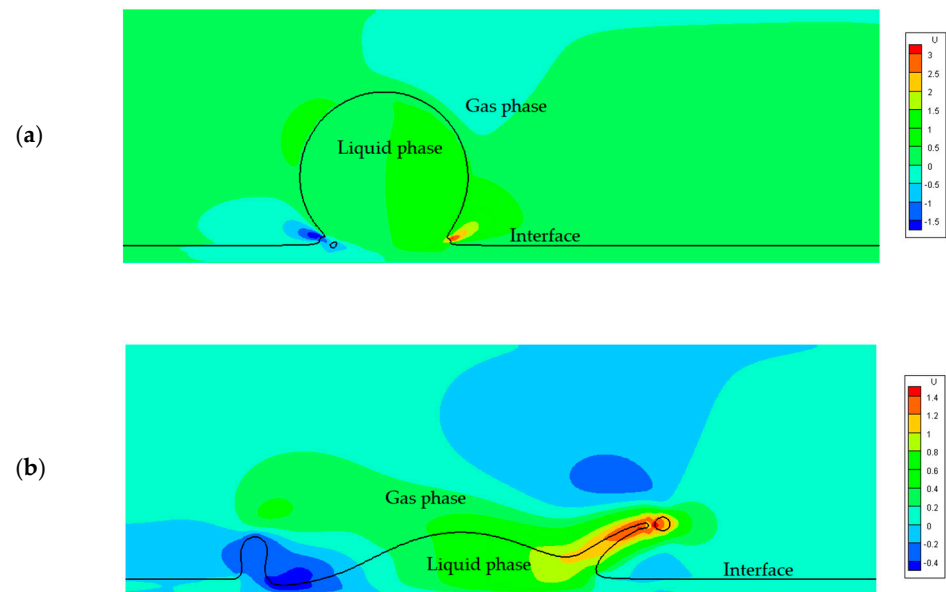 (a)
Gas phase
Liquid phase
Interface
U
3
2.5
2
1.5
1
0.5
0
-0.5
-1
-1.5
(b)
Gas phase
Liquid phase
Interface
U
1.4
1.2
1
0.8
0.6
0.4
0.2
0
-0.2
-0.4